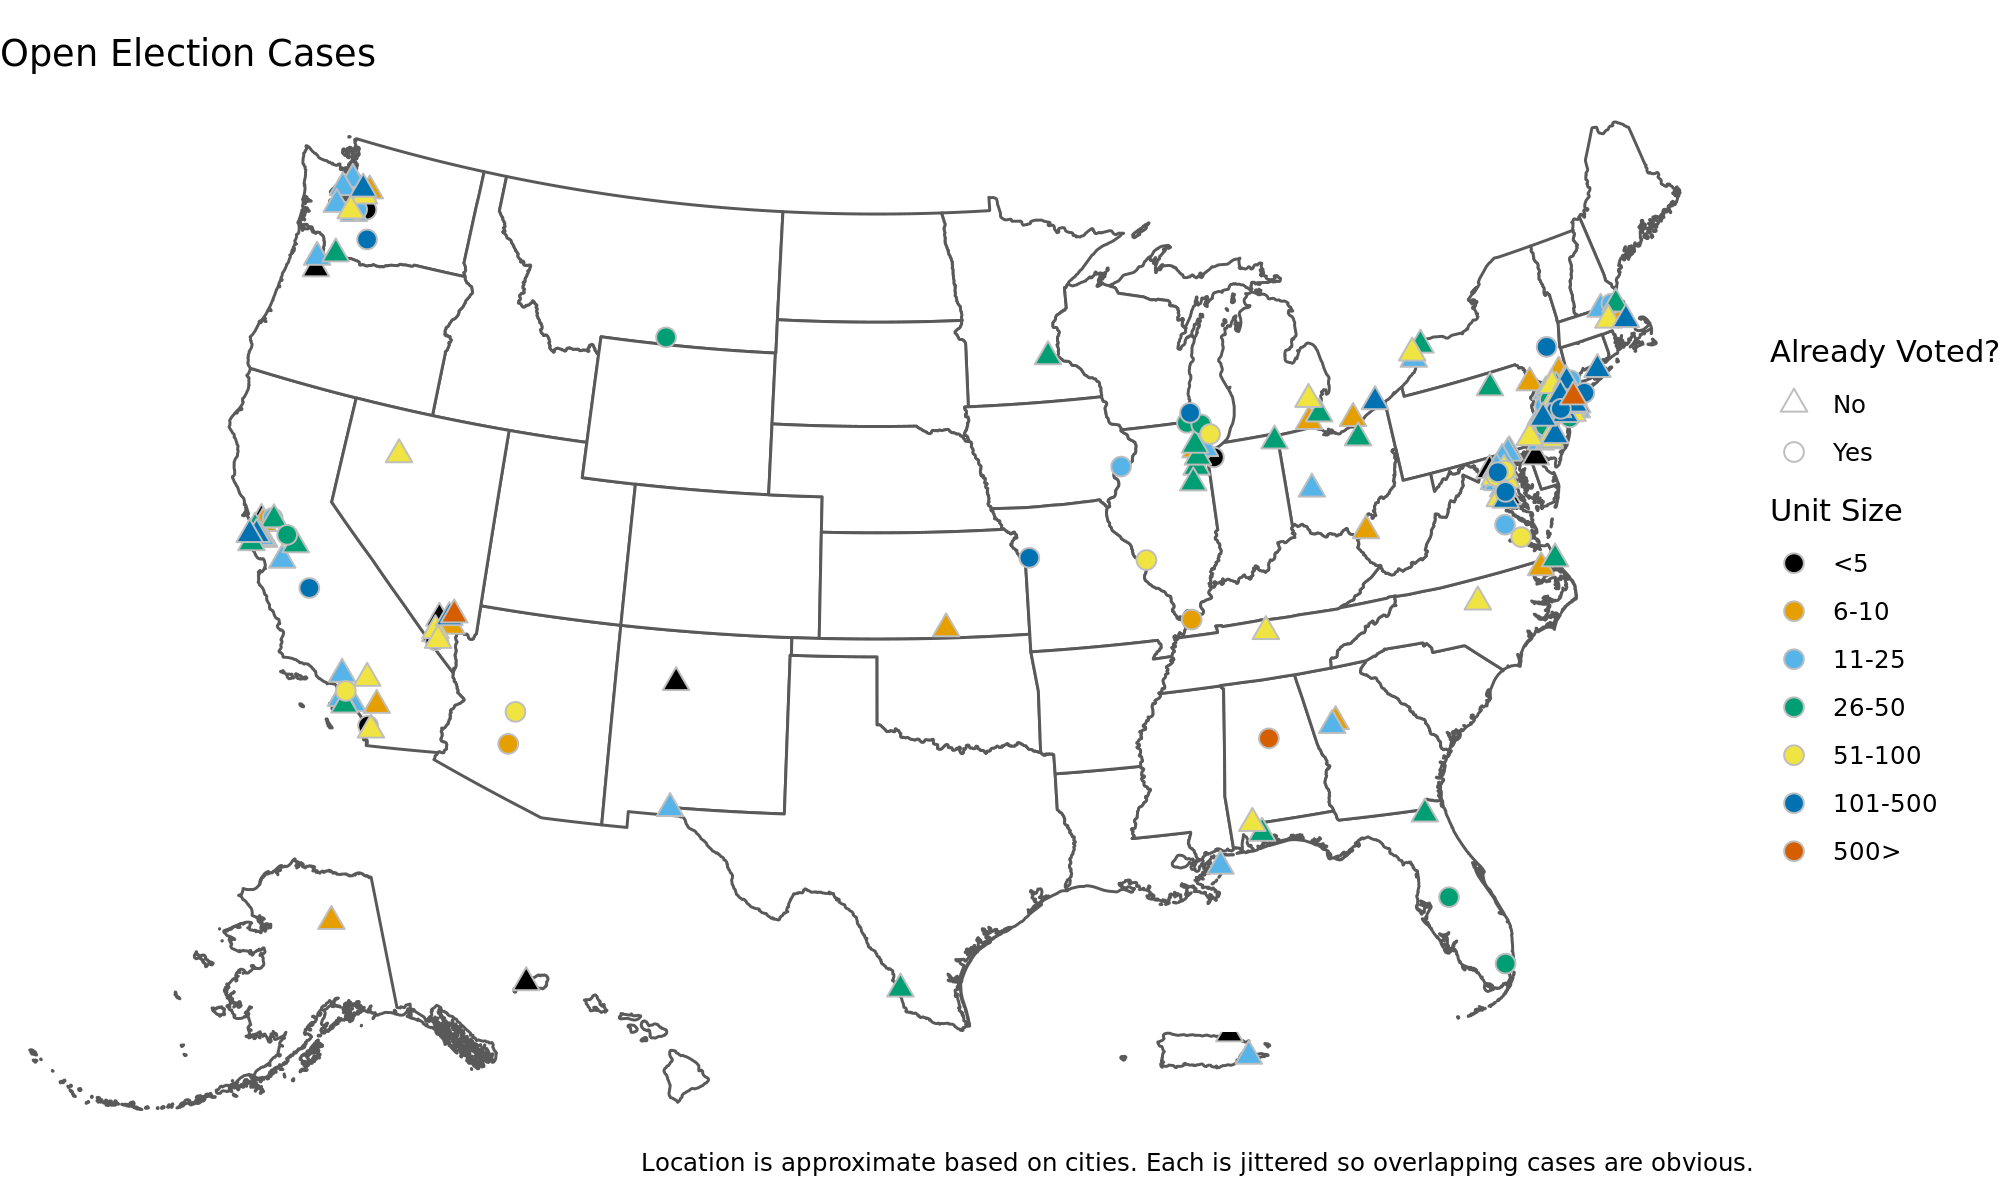 Open Election Cases
Already Voted?
No
Yes
Unit Size
<5
6-10
11-25
26-50
51-100
101-500
500>
Location is approximate based on cities. Each is jittered so overlapping cases are obvious.